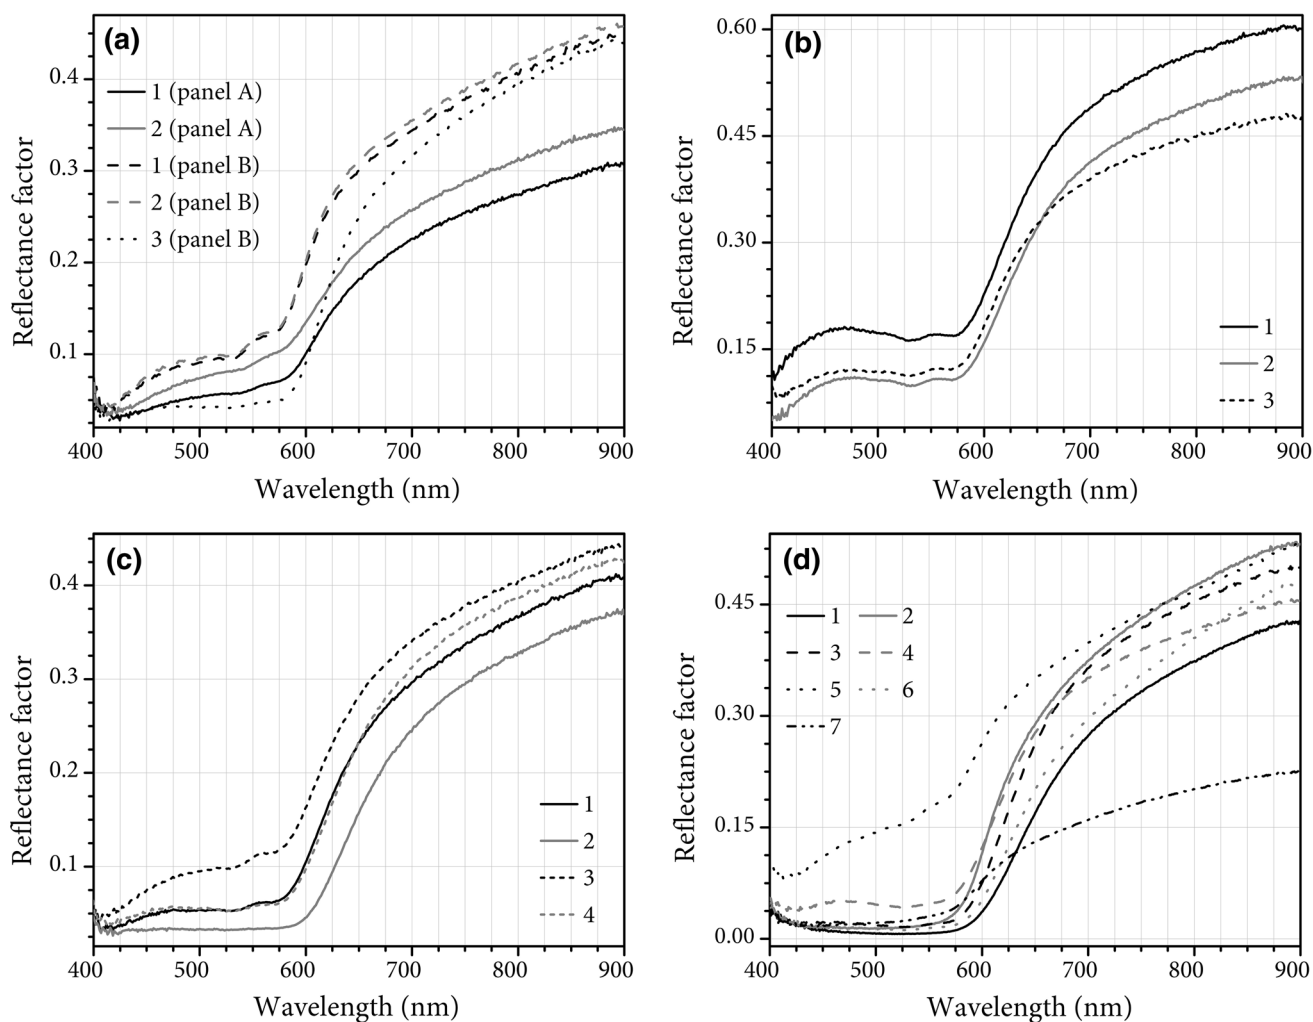 (a)
1 (panel A)
2 (panel A)
1 (panel B)
2 (panel B)
3 (panel B)
0.4
0.3
0.2
0.1
Reflectance factor
400 500 600 700 800 900
Wavelength (nm)
(b)
0.60
0.45
0.30
0.15
Reflectance factor
1
2
3
400 500 600 700 800 900
Wavelength (nm)
(c)
0.4
0.3
0.2
0.1
Reflectance factor
1
2
3
4
400 500 600 700 800 900
Wavelength (nm)
(d)
1 2
3 4
5 6
7
0.45
0.30
0.15
0.00
Reflectance factor
400 500 600 700 800 900
Wavelength (nm)